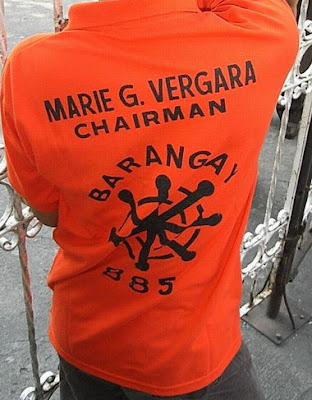 MARIE G. VERGARA
CHAIRMAN
BARANGAY
885